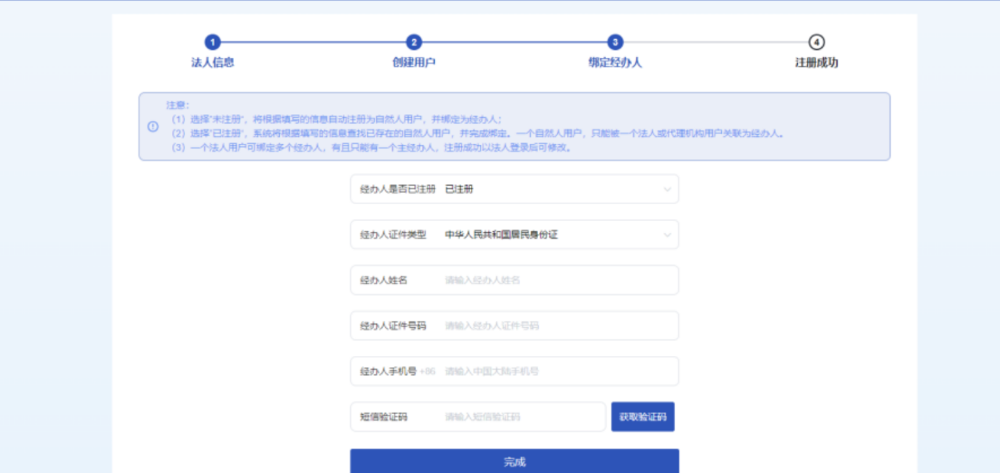 1
2
3
4
法人信息
创建用户
绑定经办人
注册成功
注意：
（1）选择"未注册"，将根据填写的信息自动注册为自然人用户，并绑定为经办人；
（2）选择"已注册"，系统将根据填写的信息查找已存在的自然人用户，并完成绑定。一个自然人用户，只能被一个法人或代理机构用户关联为经办人。
（3）一个法人用户可绑定多个经办人，有且只能有一个主经办人，注册成功以法人登录后可修改。
经办人是否已注册 已注册
经办人证件类型 中华人民共和国居民身份证
经办人姓名 请输入经办人姓名
经办人证件号码 请输入经办人证件号码
经办人手机号 +86 请输入中国大陆手机号
短信验证码 请输入短信验证码 获取验证码
完成